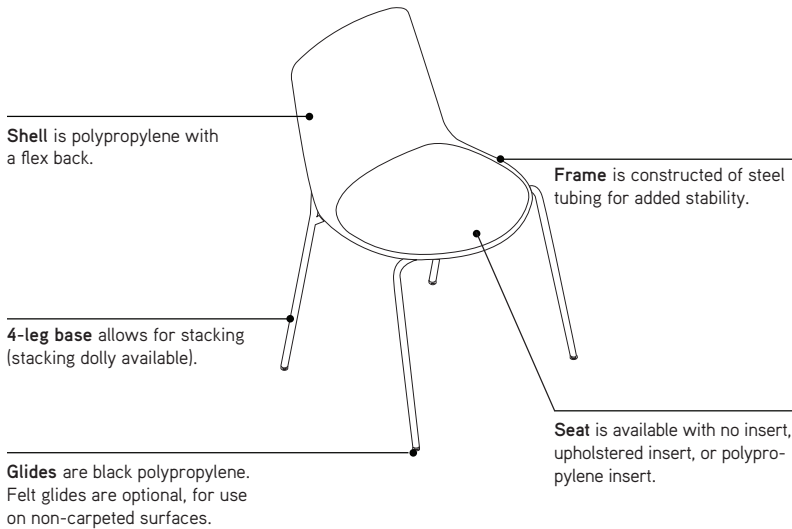 Shell is polypropylene with
a flex back.
Frame is constructed of steel
tubing for added stability.
4-leg base allows for stacking
(stacking dolly available).
Seat is available with no insert,
upholstered insert, or polypro-
pylene insert.
Glides are black polypropylene.
Felt glides are optional, for use
on non-carpeted surfaces.